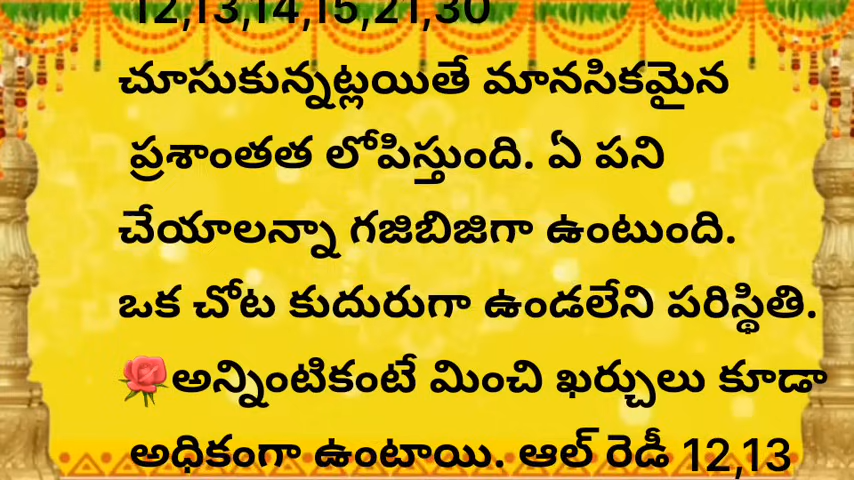 12,13,14,15,21,30
చూసుకున్నట్లయితే మానసికమైన
ప్రశాంతత లోపిస్తుంది. ఏ పని
చేయాలన్నా గజిబిజిగా ఉంటుంది.
ఒక చోట కుదురుగా ఉండలేని పరిస్థితి.
🌹అన్నింటికంటే మించి ఖర్చులు కూడా
అధికంగా ఉంటాయి. ఆల్ రెడీ 12,13